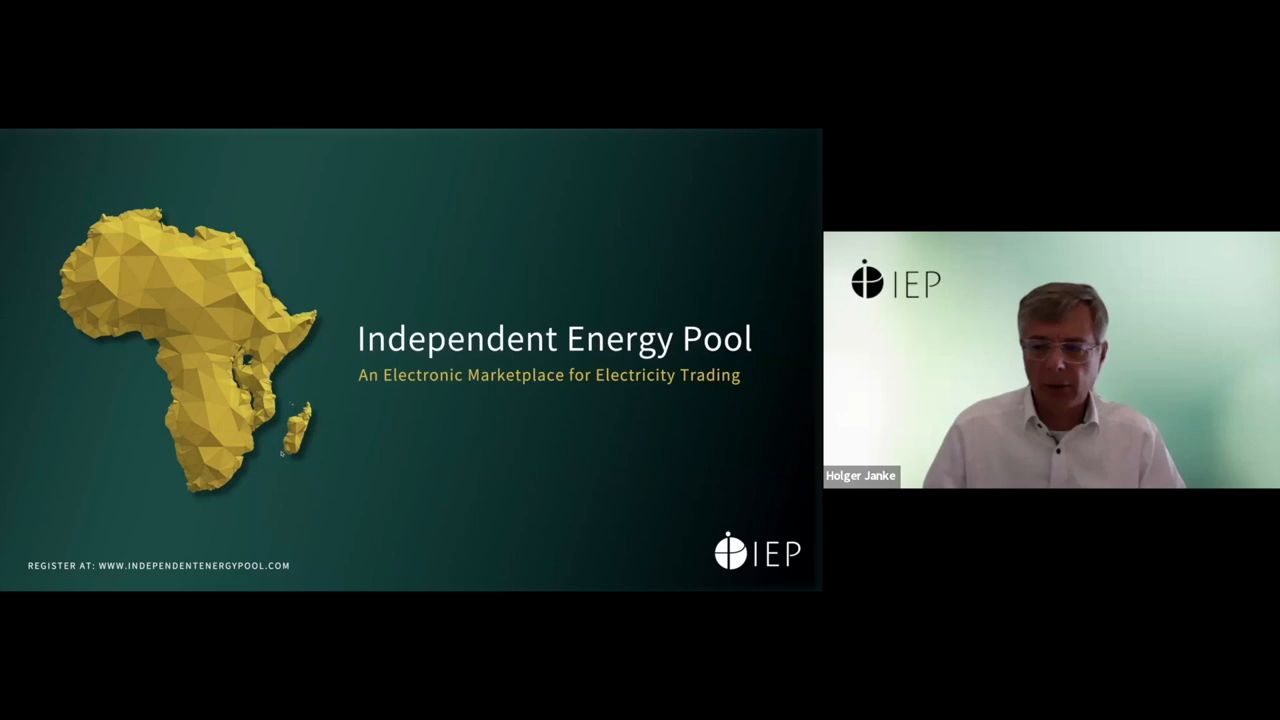 Independent Energy Pool
An Electronic Marketplace for Electricity Trading
REGISTER AT: WWW.INDEPENDENTENERGYPOOL.COM
IEP
IEP
Holger Janke